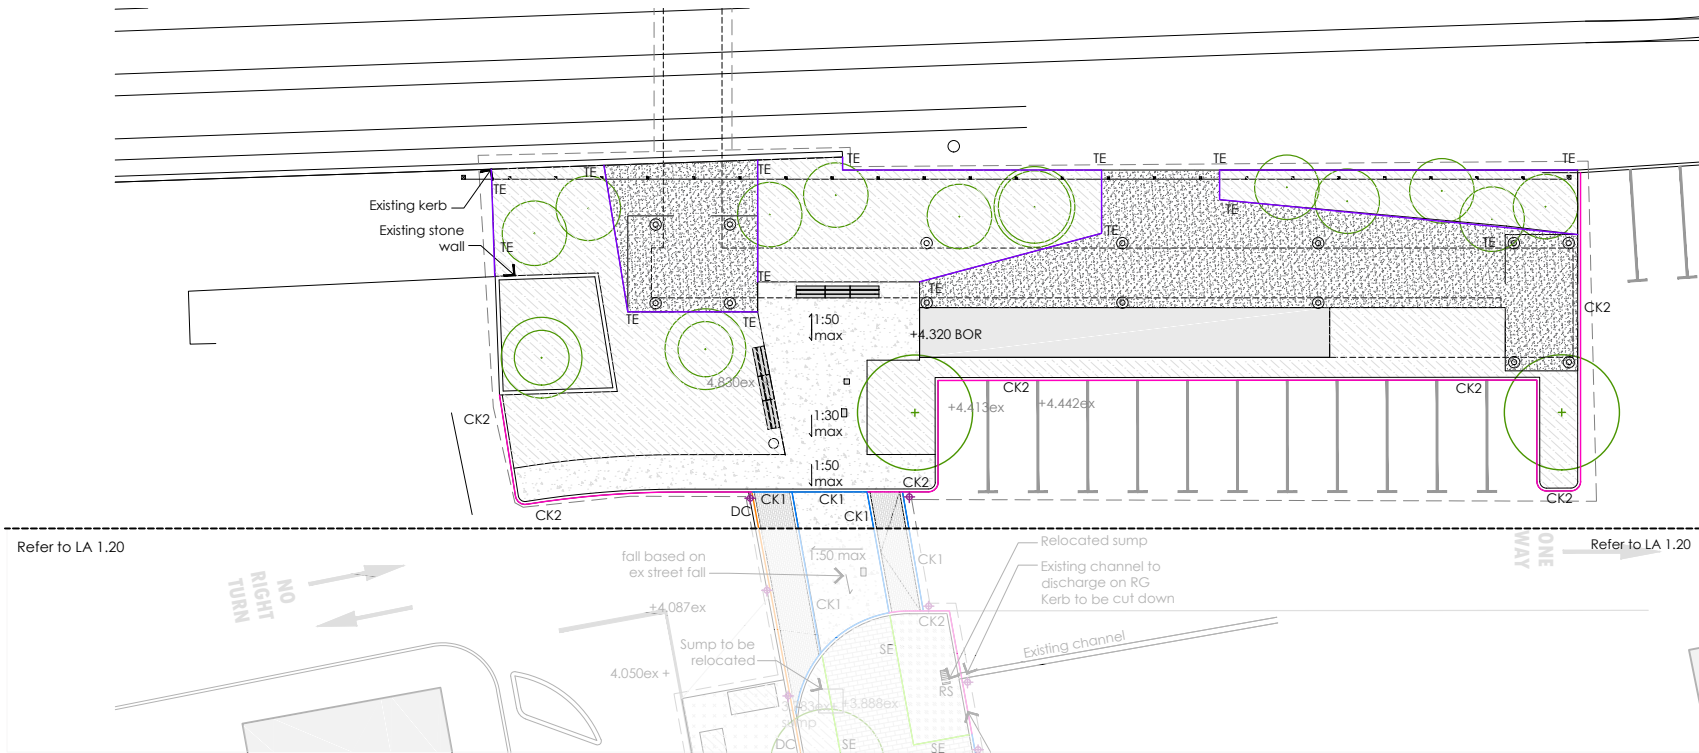 TE
TE
TE
TE
TE
TE
TE
Existing kerb
TE
TE
Existing stone
wall
TE
TE
TE
TE
TE
TE
TE
1:50
max
+4.320 BOR
CK2
4.830ex
CK2
CK2
+4.413ex
+4.442ex
CK2
1:30
max
1:50
max
CK2
CK1
CK1
CK2
DC
CK2
CK1
Refer to LA 1.20
Refer to LA 1.20
ONE
WAY
NO
RIGHT
TURN
fall based on
ex street fall
1:50 max
CK1
Relocated sump
Existing channel to
discharge on RG
Kerb to be cut down
+4.087ex
CK1
CK2
Sump to be
relocated
SE
Existing channel
4.050ex +
RS
+3.888ex
sump
DC
SE
SE